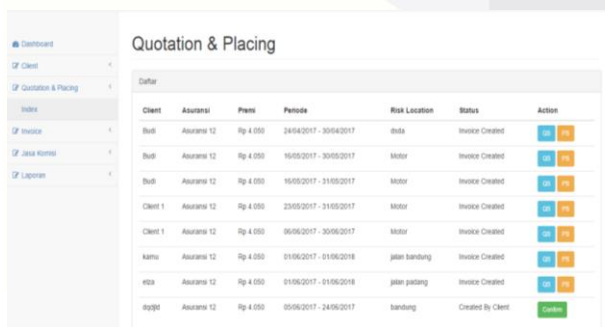 Quotation & Placing
Dashboard
Client
Quotation & Placing
Index
Invoice
Jasa Komisi
Laporan
Daftar
Client Asuransi Premi Periode Risk Location Status Action
Budi Asuransi 12 Rp 4.050 24/04/2017 - 30/04/2017 dsda Invoice Created QS PS
Budi Asuransi 12 Rp 4.050 16/05/2017 - 30/05/2017 Motor Invoice Created QS PS
Budi Asuransi 12 Rp 4.050 16/05/2017 - 31/05/2017 Motor Invoice Created QS PS
Client 1 Asuransi 12 Rp 4.050 23/05/2017 - 31/05/2017 Motor Invoice Created QS PS
Client 1 Asuransi 12 Rp 4.050 06/06/2017 - 30/06/2017 Motor Invoice Created QS PS
kamu Asuransi 12 Rp 4.050 01/06/2017 - 01/06/2018 jalan bandung Invoice Created QS PS
elza Asuransi 12 Rp 4.050 01/06/2017 - 01/06/2018 jalan padang Invoice Created QS PS
Asuransi 12 Rp 4.050 05/06/2017 - 24/06/2017 bandung Created By Client Confirm